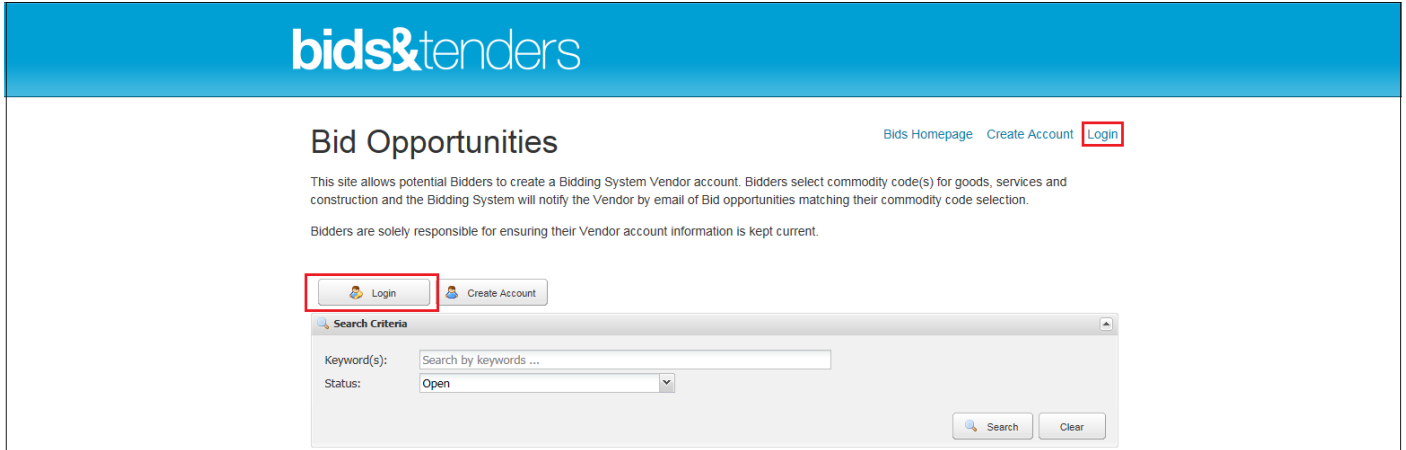 bids&tenders
Bid Opportunities
Bids Homepage Create Account Login
This site allows potential Bidders to create a Bidding System Vendor account. Bidders select commodity code(s) for goods, services and
construction and the Bidding System will notify the Vendor by email of Bid opportunities matching their commodity code selection.
Bidders are solely responsible for ensuring their Vendor account information is kept current.
Login Create Account
Search Criteria
Keyword(s): Search by keywords ...
Status: Open
Search Clear